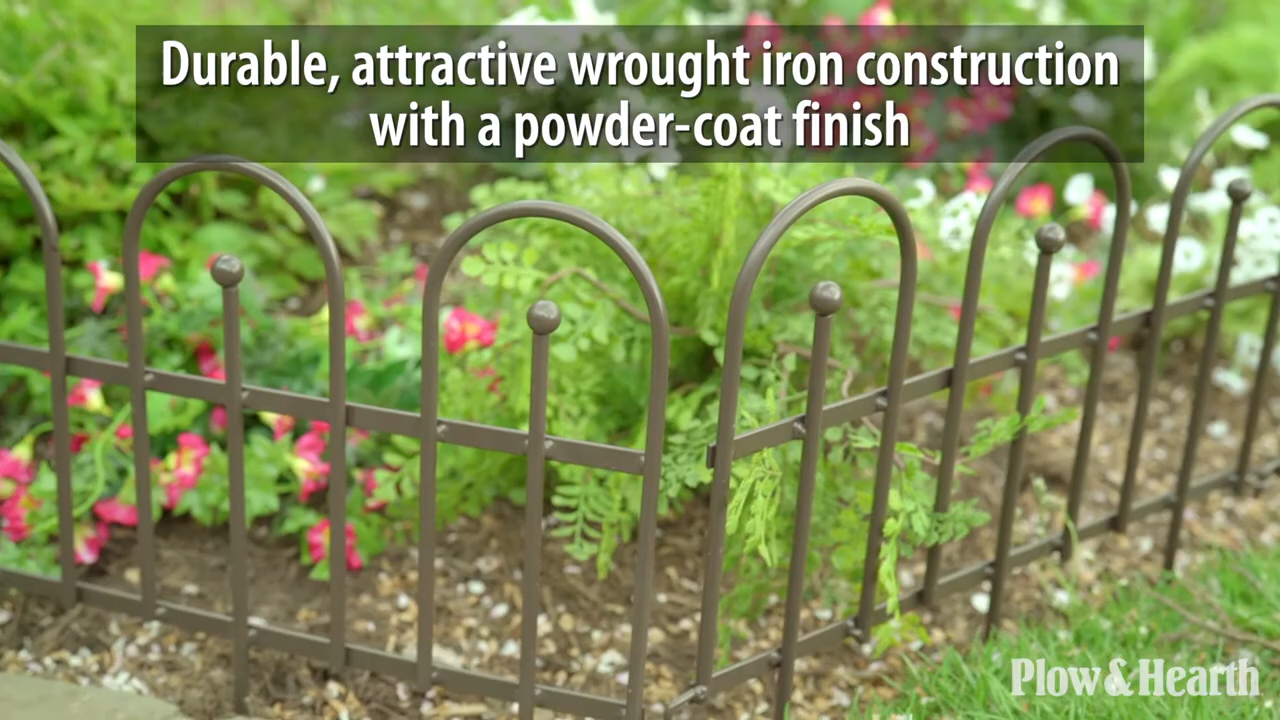 Durable, attractive wrought iron construction
with a powder-coat finish
Plow & Hearth